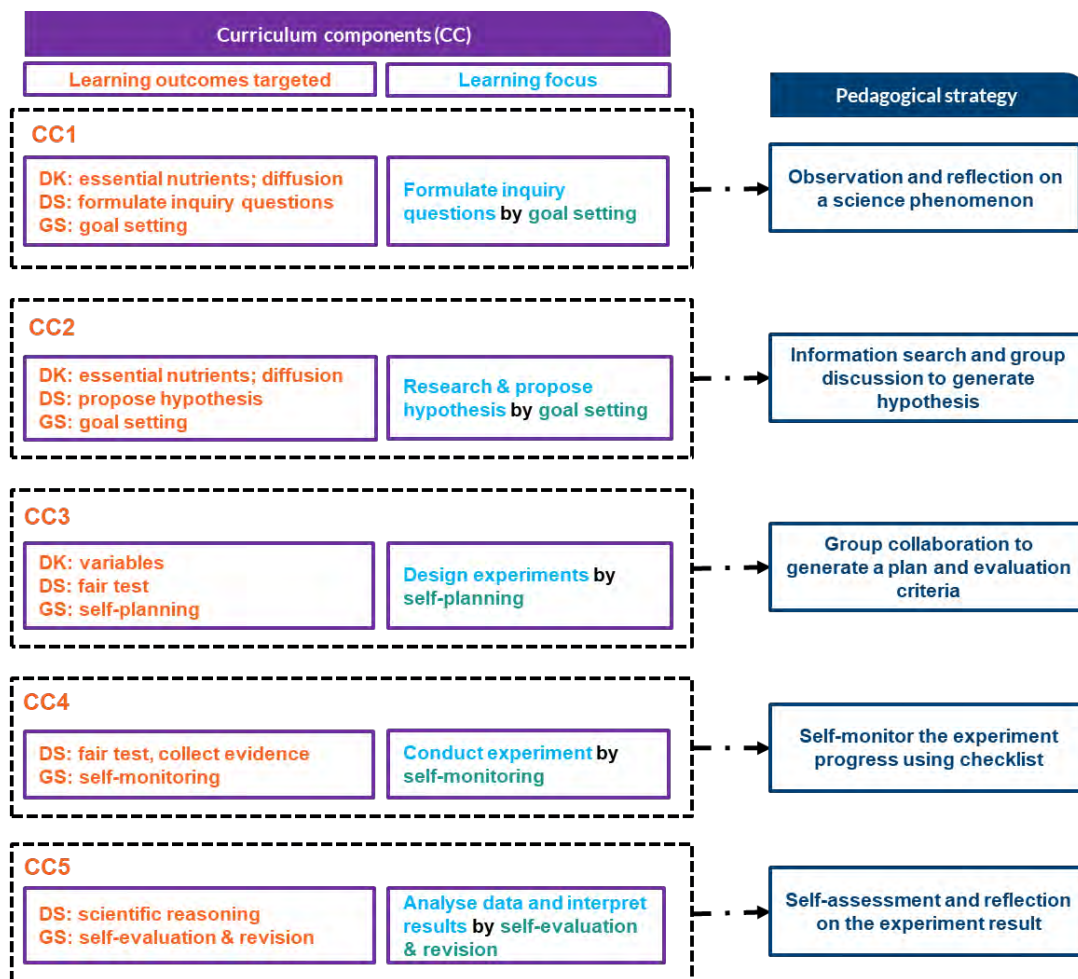 Curriculum components (CC)
Learning outcomes targeted
Learning focus
Pedagogical strategy
CC1
DK: essential nutrients; diffusion
DS: formulate inquiry questions
GS: goal setting
Formulate inquiry
questions by goal setting
Observation and reflection on
a science phenomenon
CC2
DK: essential nutrients; diffusion
DS: propose hypothesis
GS: goal setting
Research & propose
hypothesis by goal setting
Information search and group
discussion to generate
hypothesis
CC3
DK: variables
DS: fair test
GS: self-planning
Design experiments by
self-planning
Group collaboration to
generate a plan and evaluation
criteria
CC4
DS: fair test, collect evidence
GS: self-monitoring
Conduct experiment by
self-monitoring
Self-monitor the experiment
progress using checklist
CC5
DS: scientific reasoning
GS: self-evaluation & revision
Analyse data and interpret
results by self-evaluation
& revision
Self-assessment and reflection
on the experiment result